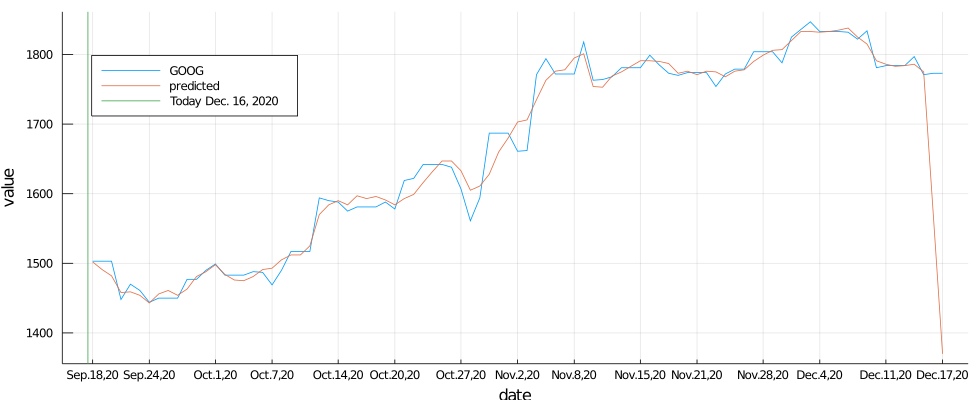 value
1800
1700
1600
1500
1400
GOOG
predicted
Today Dec. 16, 2020
Sep.18,20 Sep.24,20 Oct.1,20 Oct.7,20 Oct.14,20 Oct.20,20 Oct.27,20 Nov.2,20 Nov.8,20 Nov.15,20 Nov.21,20 Nov.28,20 Dec.4,20 Dec.11,20 Dec.17,20
date